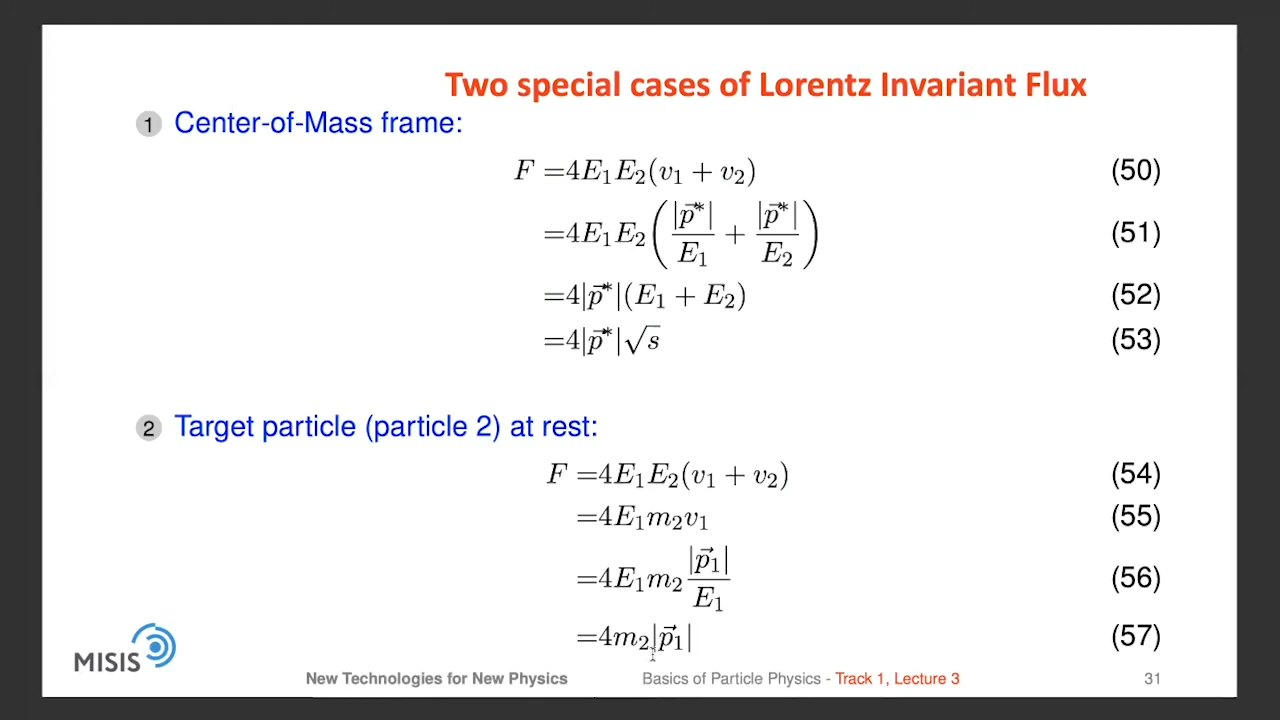 Two special cases of Lorentz Invariant Flux
1 Center-of-Mass frame:
F =4E₁E₂(v₁ + v₂) (50)
=4E₁E₂(|p⃗*|/E₁ + |p⃗*|/E₂) (51)
=4|p⃗*|(E₁ + E₂) (52)
=4|p⃗*|√s (53)
2 Target particle (particle 2) at rest:
F =4E₁E₂(v₁ + v₂) (54)
=4E₁m₂v₁ (55)
=4E₁m₂ |p⃗₁|/E₁ (56)
=4m₂|p⃗₁| (57)
MISIS
New Technologies for New Physics Basics of Particle Physics - Track 1, Lecture 3 31